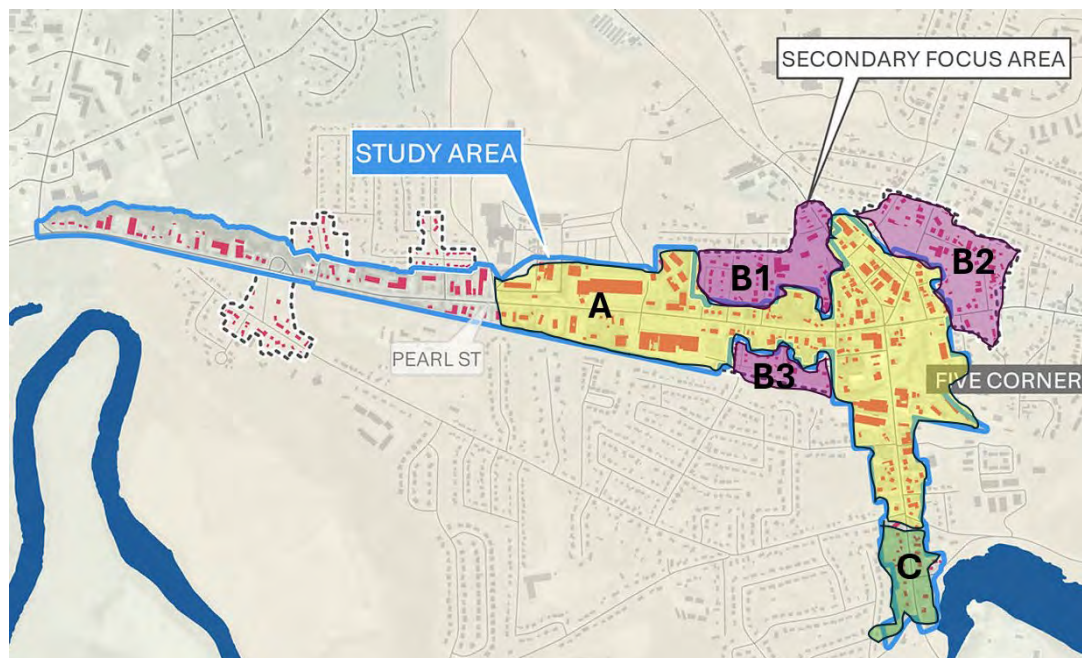 SECONDARY FOCUS AREA
STUDY AREA
B1
B2
A
PEARL ST
B3
FIVE CORNER
C